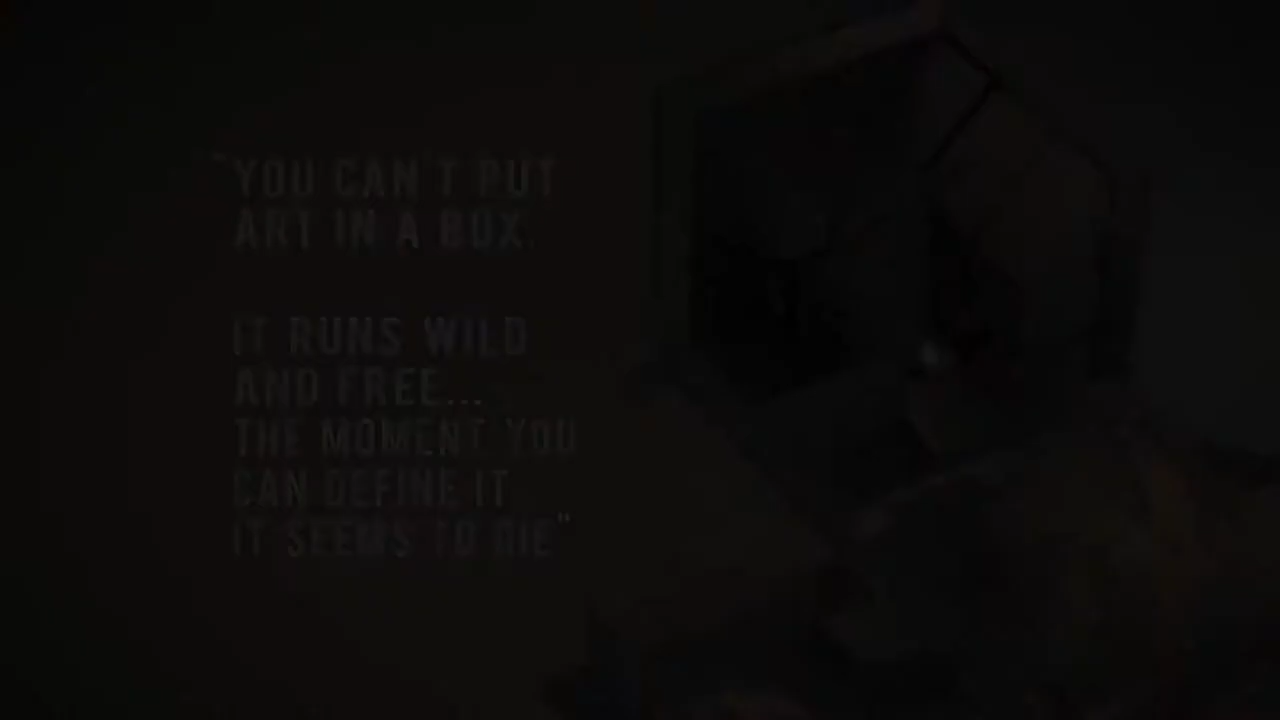 "YOU CAN'T PUT
ART IN A BOX.
IT RUNS WILD
AND FREE...
THE MOMENT YOU
CAN DEFINE IT
IT SEEMS TO DIE"